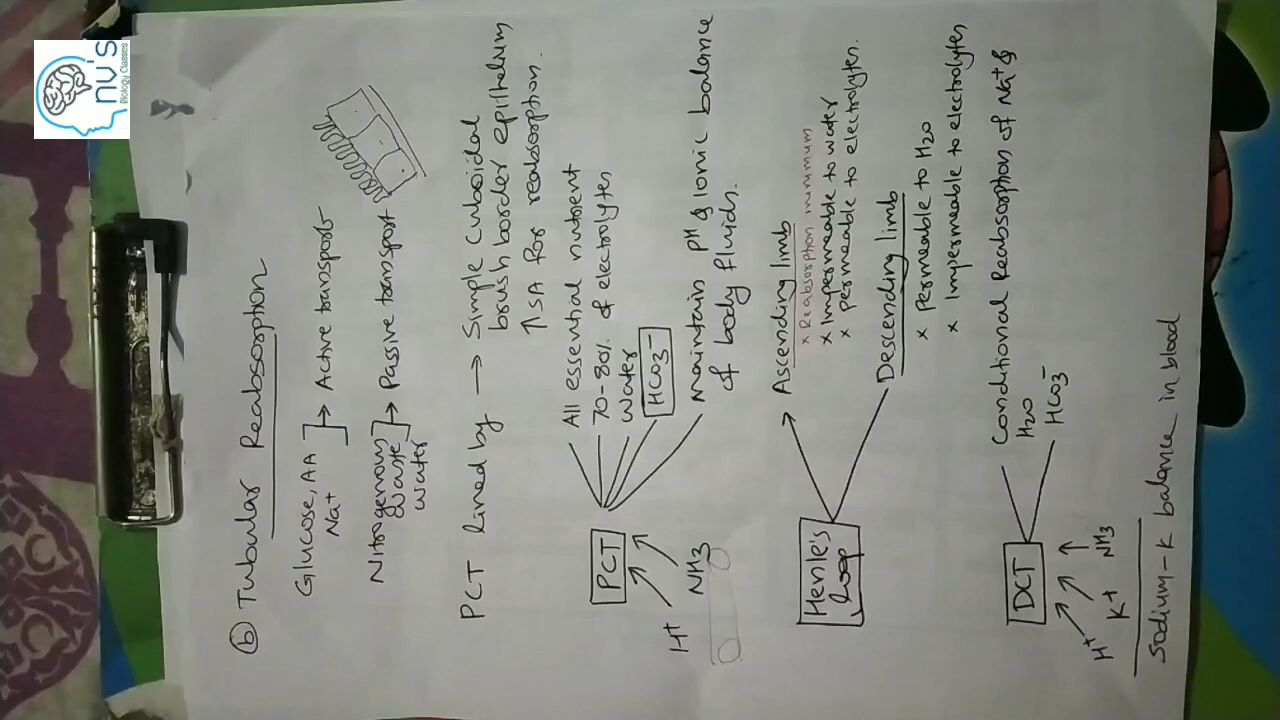 nv's
Biology Classes
(b) Tubular Reabsorption
Glucose, AA
Na+
Active transports
Nitrogenous
waste
water
Passive transport
PCT lined by → Simple cuboidal
brush border epithelium
↑SA for reabsorption.
PCT
H+
NH3
All essential nutrient
70-80% of electrolytes
water
HCO3-
maintain pH & ionic balance
of body fluids.
Henle's
loop
Ascending limb
x Reabsorption minimum
x Impermeable to water
x permeable to electrolytes.
Descending limb
x permeable to H2O
x Impermeable to electrolytes
DCT
H+
K+
NH3
Conditional Reabsorption of Na+ &
H2O
HCO3-
Sodium-K balance in blood